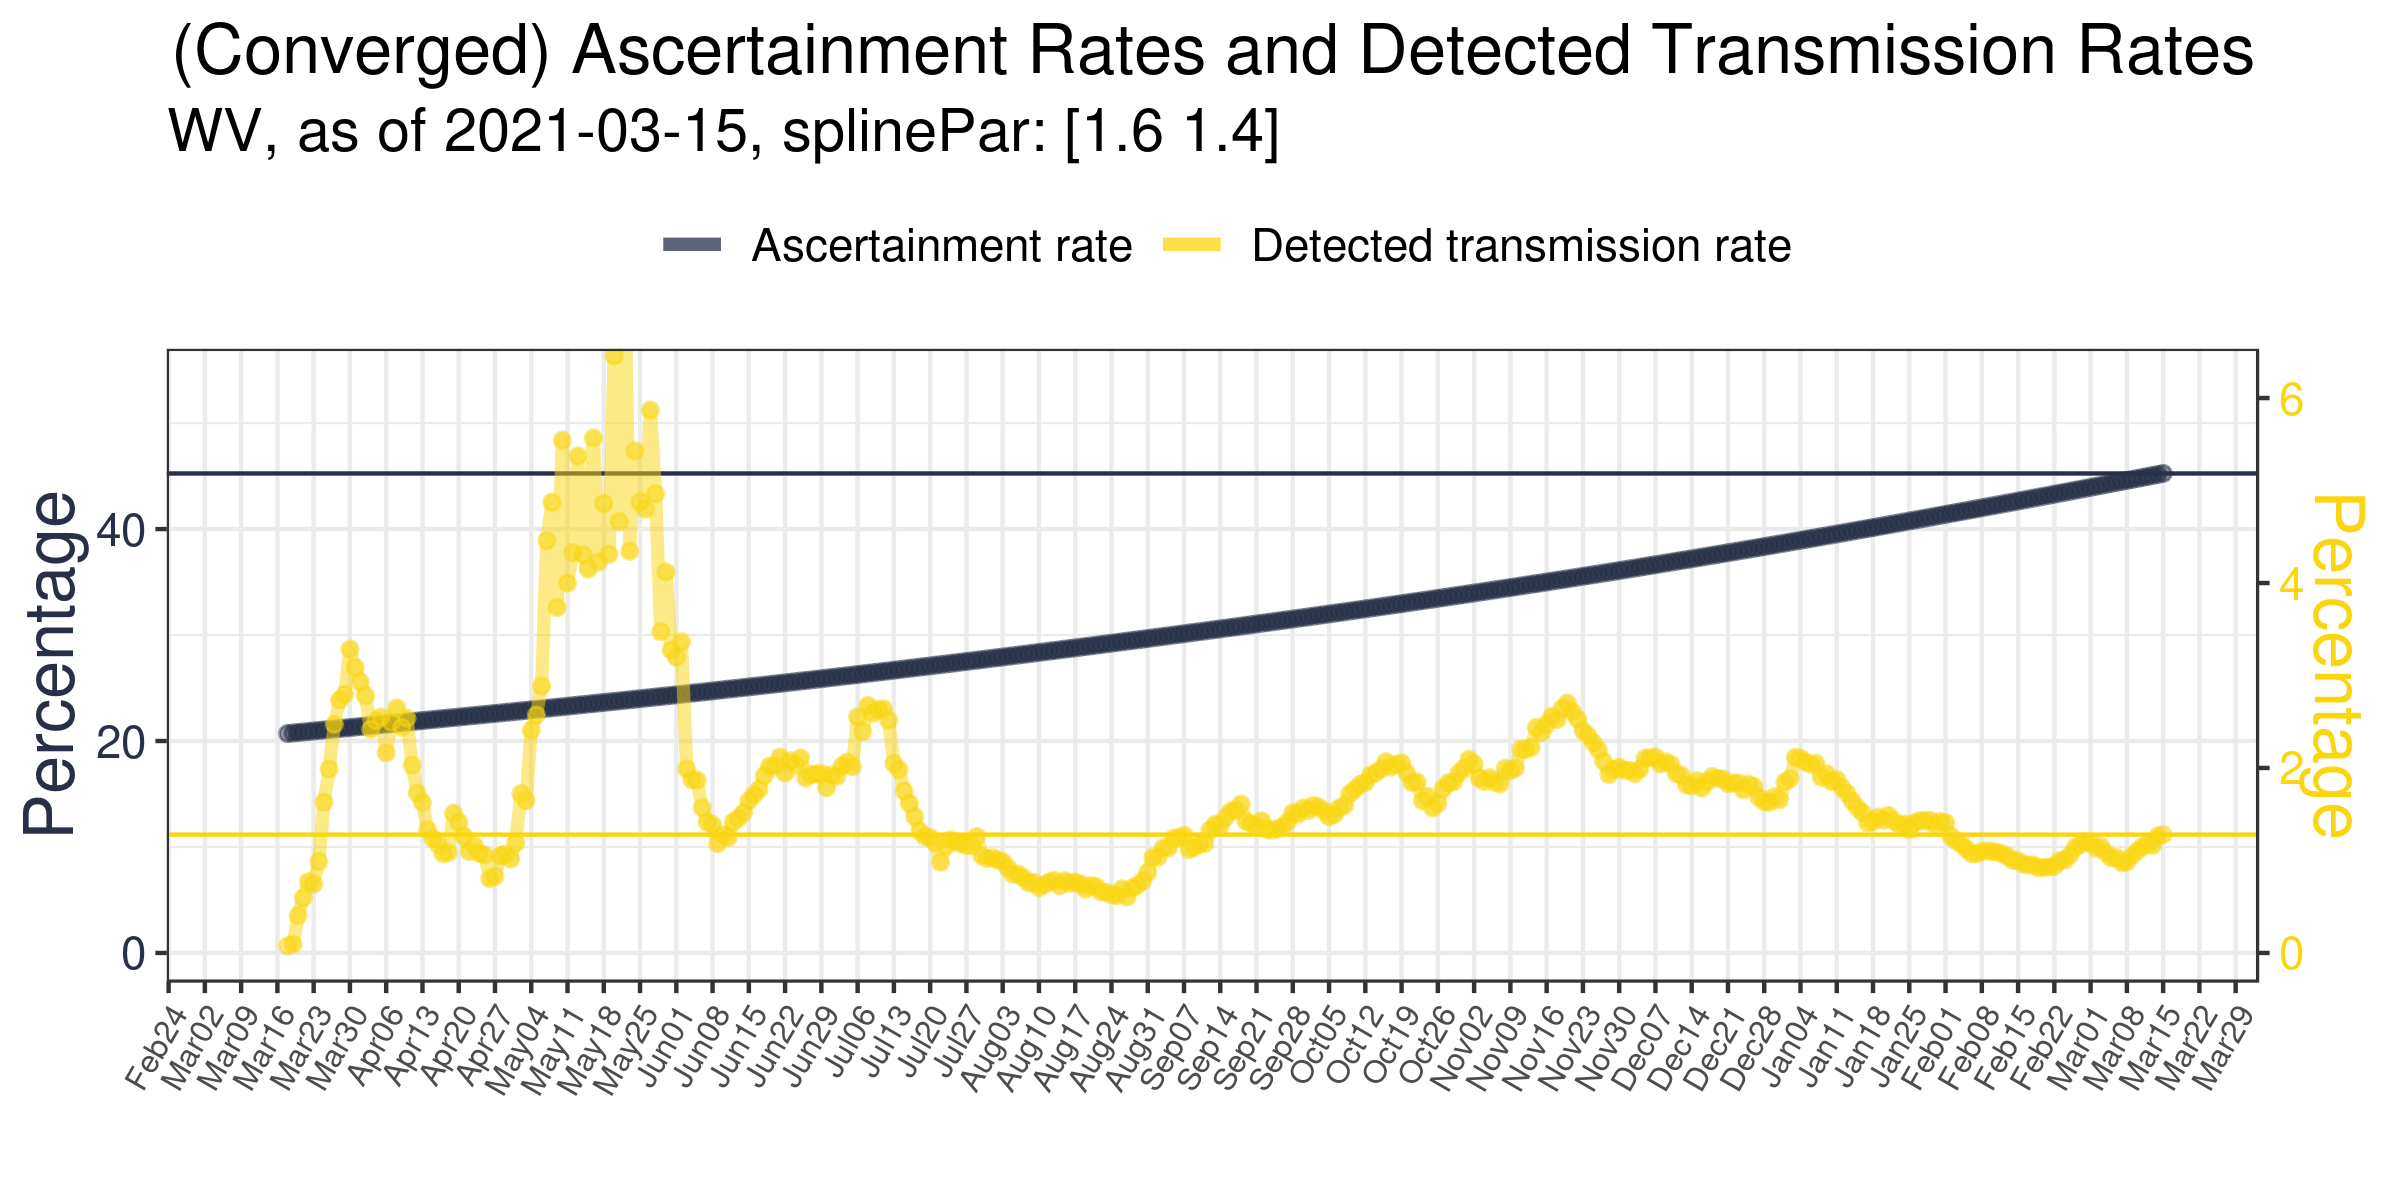 (Converged) Ascertainment Rates and Detected Transmission Rates
WV, as of 2021-03-15, splinePar: [1.6 1.4]
Ascertainment rate
Detected transmission rate
Percentage
40
20
0
6
4
2
0
Percentage
Feb24
Mar02
Mar09
Mar16
Mar23
Mar30
Apr06
Apr13
Apr20
Apr27
May04
May11
May18
May25
Jun01
Jun08
Jun15
Jun22
Jun29
Jul06
Jul13
Jul20
Jul27
Aug03
Aug10
Aug17
Aug24
Aug31
Sep07
Sep14
Sep21
Sep28
Oct05
Oct12
Oct19
Oct26
Nov02
Nov09
Nov16
Nov23
Nov30
Dec07
Dec14
Dec21
Dec28
Jan04
Jan11
Jan18
Jan25
Feb01
Feb08
Feb15
Feb22
Mar01
Mar08
Mar15
Mar22
Mar29